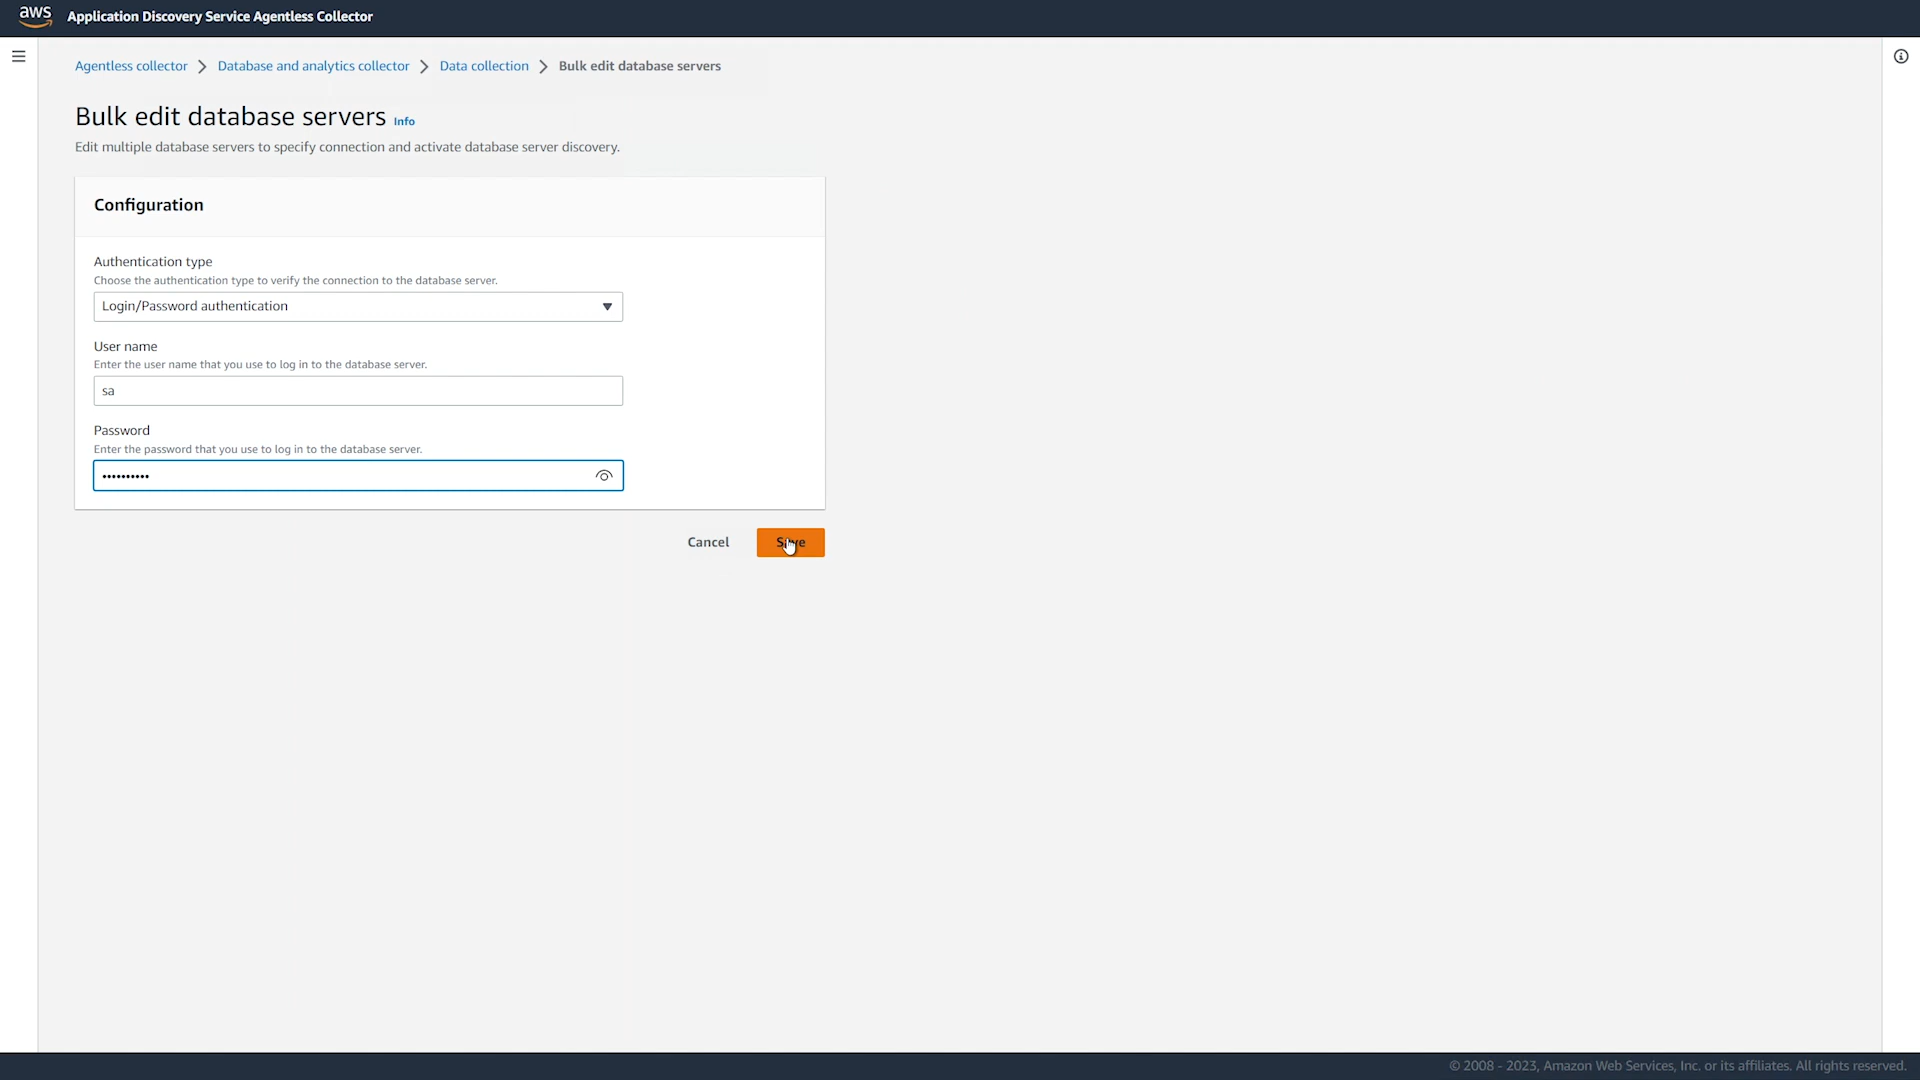 aws Application Discovery Service Agentless Collector
Agentless collector > Database and analytics collector > Data collection > Bulk edit database servers
Bulk edit database servers Info
Edit multiple database servers to specify connection and activate database server discovery.
Configuration
Authentication type
Choose the authentication type to verify the connection to the database server.
Login/Password authentication
User name
Enter the user name that you use to log in to the database server.
sa
Password
Enter the password that you use to log in to the database server.
••••••••••
Cancel Save
© 2008 - 2023, Amazon Web Services, Inc. or its affiliates. All rights reserved.